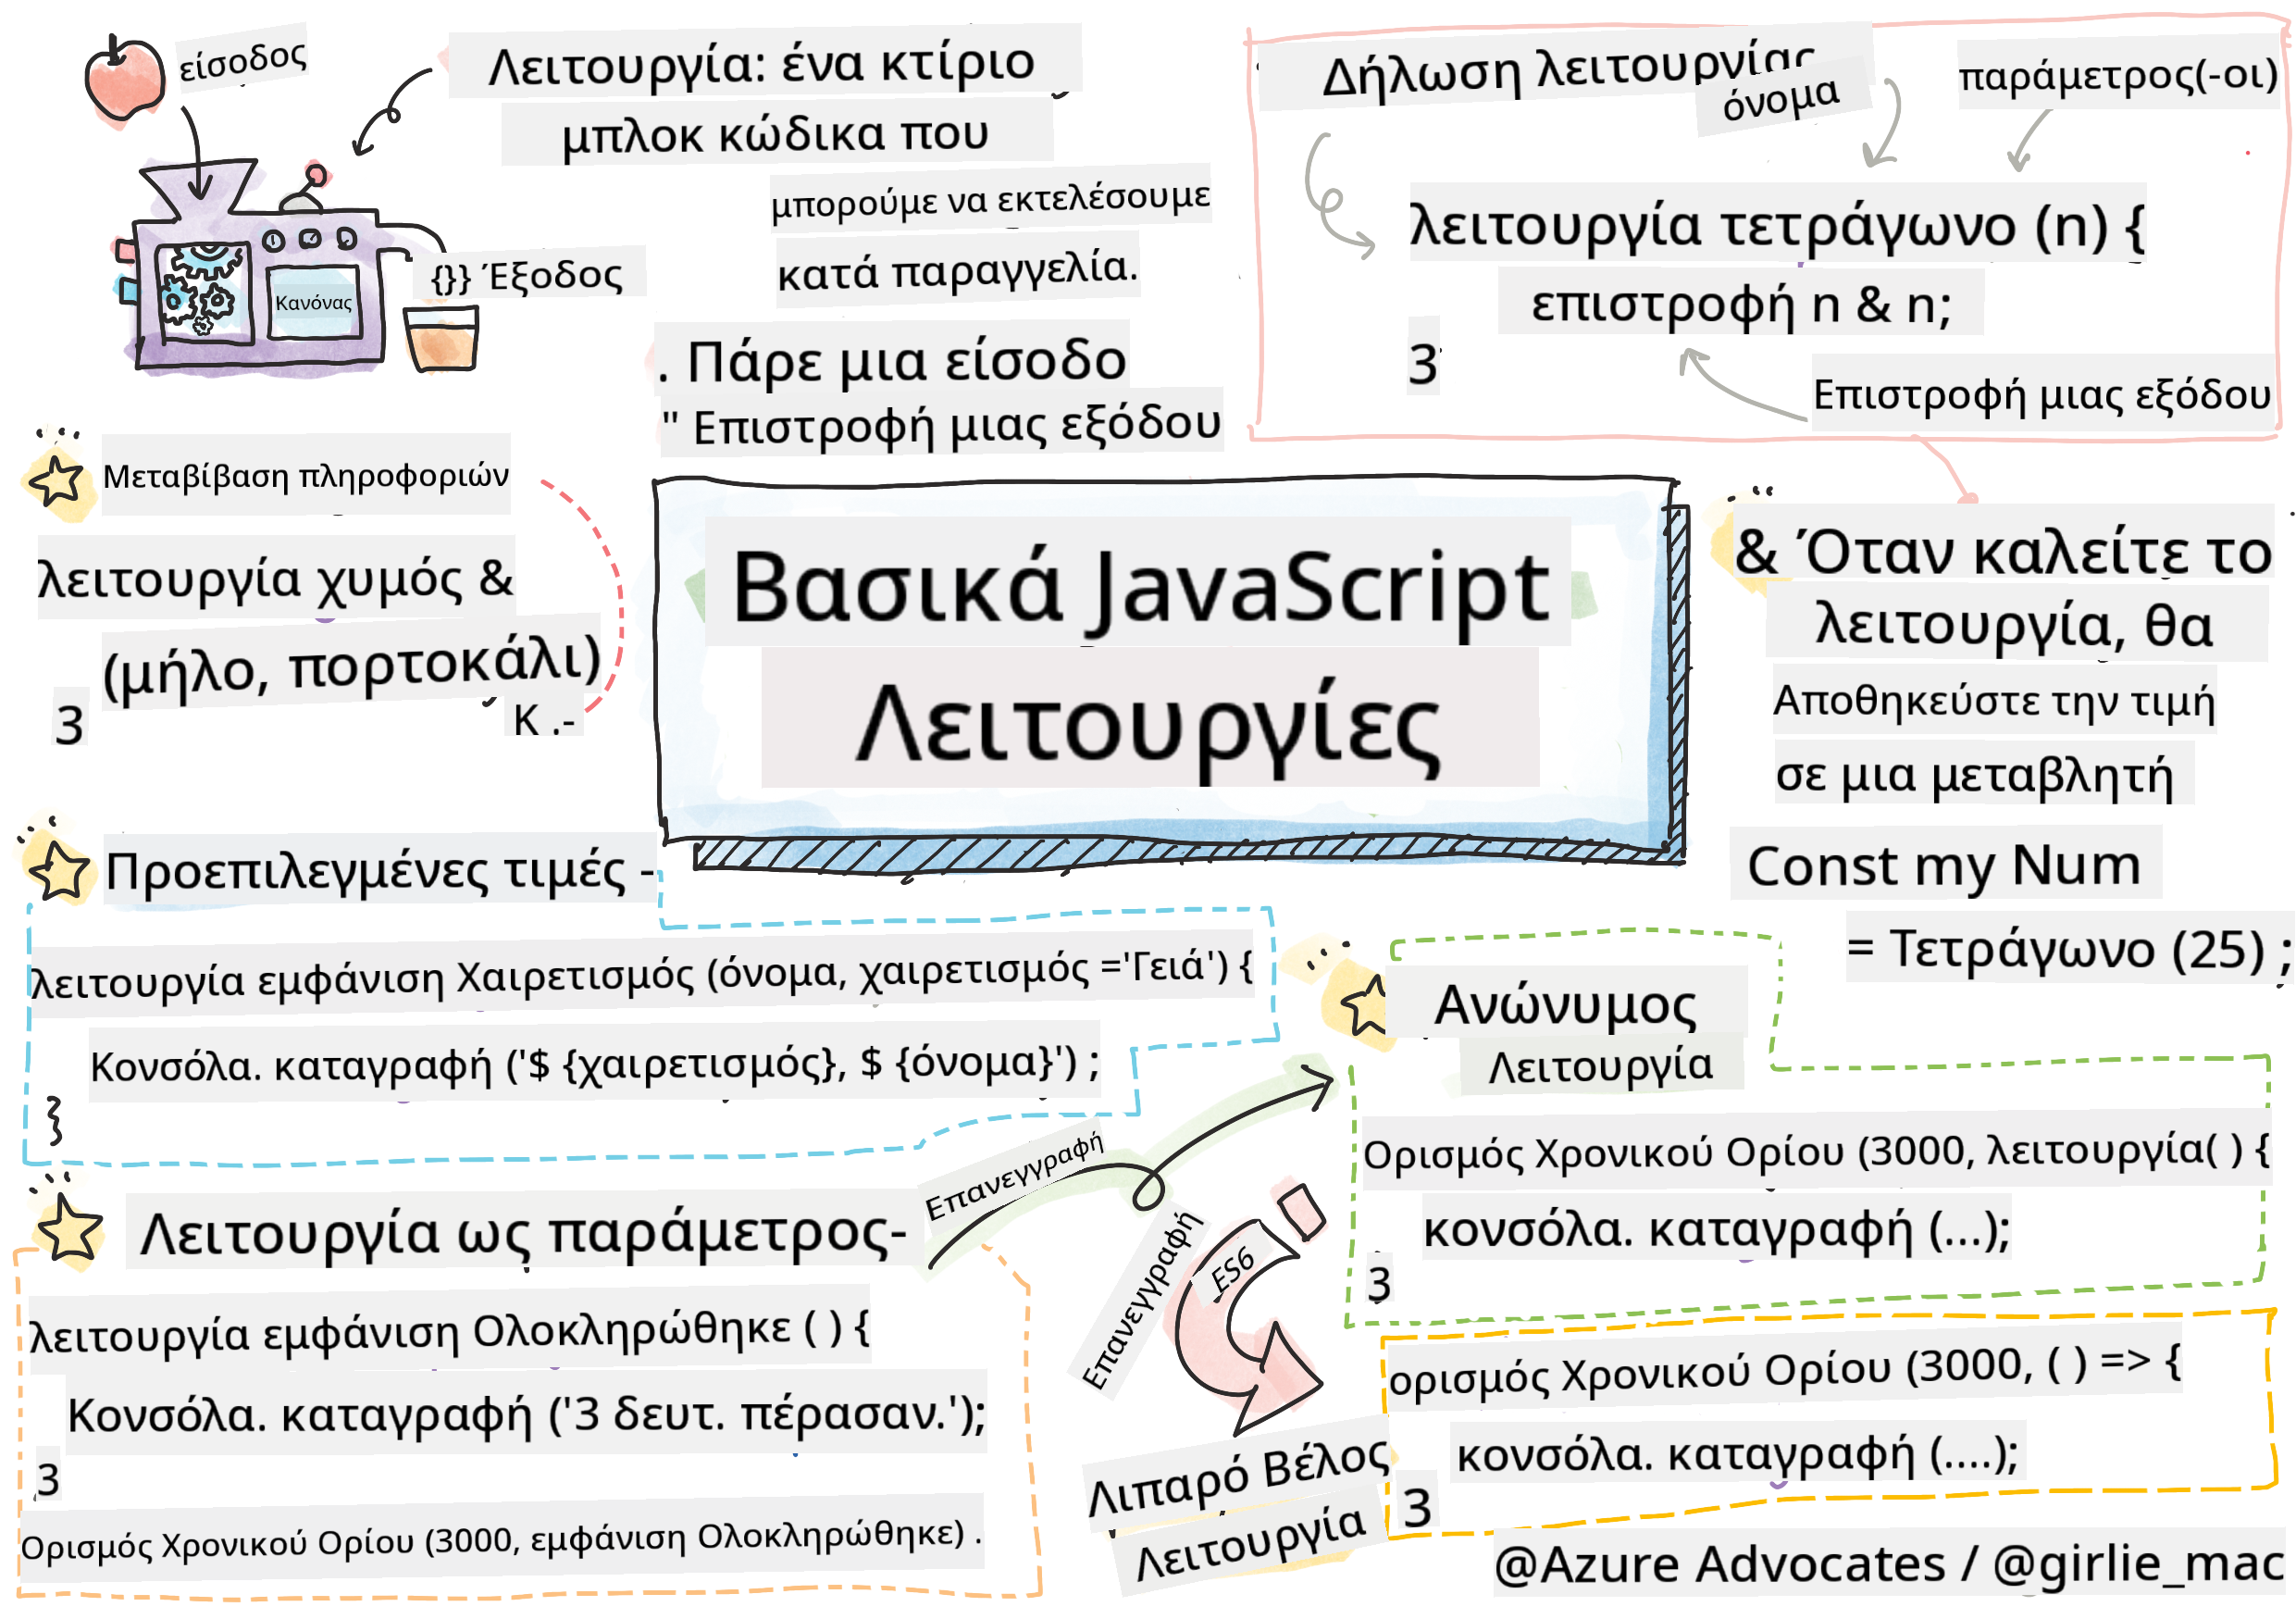 είσοδος
Λειτουργία: ένα κτίριο
μπλοκ κώδικα που
μπορούμε να εκτελέσουμε
κατά παραγγελία.
{}} Έξοδος
Κανόνας
. Πάρε μια είσοδο
" Επιστροφή μιας εξόδου
Δήλωση λειτουργίας
όνομα
παράμετρος(-οι)
λειτουργία τετράγωνο (n) {
επιστροφή n & n;
3
Επιστροφή μιας εξόδου
Μεταβίβαση πληροφοριών
λειτουργία χυμός &
(μήλο, πορτοκάλι)
3
K .-
Βασικά JavaScript
Λειτουργίες
& Όταν καλείτε το
λειτουργία, θα
Αποθηκεύστε την τιμή
σε μια μεταβλητή
Const my Num
= Τετράγωνο (25) ;
Προεπιλεγμένες τιμές -
λειτουργία εμφάνιση Χαιρετισμός (όνομα, χαιρετισμός ='Γειά') {
Κονσόλα. καταγραφή ('$ {χαιρετισμός}, $ {όνομα}') ;
}
Λειτουργία ως παράμετρος-
Επανεγγραφή
λειτουργία εμφάνιση Ολοκληρώθηκε ( ) {
Κονσόλα. καταγραφή ('3 δευτ. πέρασαν.');
3
Ορισμός Χρονικού Ορίου (3000, εμφάνιση Ολοκληρώθηκε) .
Ανώνυμος
Λειτουργία
Ορισμός Χρονικού Ορίου (3000, λειτουργία( ) {
κονσόλα. καταγραφή (...);
3
Επανεγγραφή
ES6
Λιπαρό Βέλος
Λειτουργία
ορισμός Χρονικού Ορίου (3000, ( ) => {
κονσόλα. καταγραφή (....);
3
@Azure Advocates / @girlie_mac